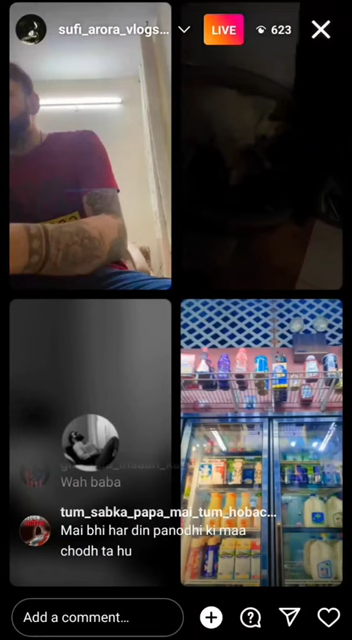 sufi_arora_vlogs...
LIVE
623
Wah baba
tum_sabka_papa_mai_tum_hobac...
Mai bhi har din panodhi ki maa
chodh ta hu
Add a comment...